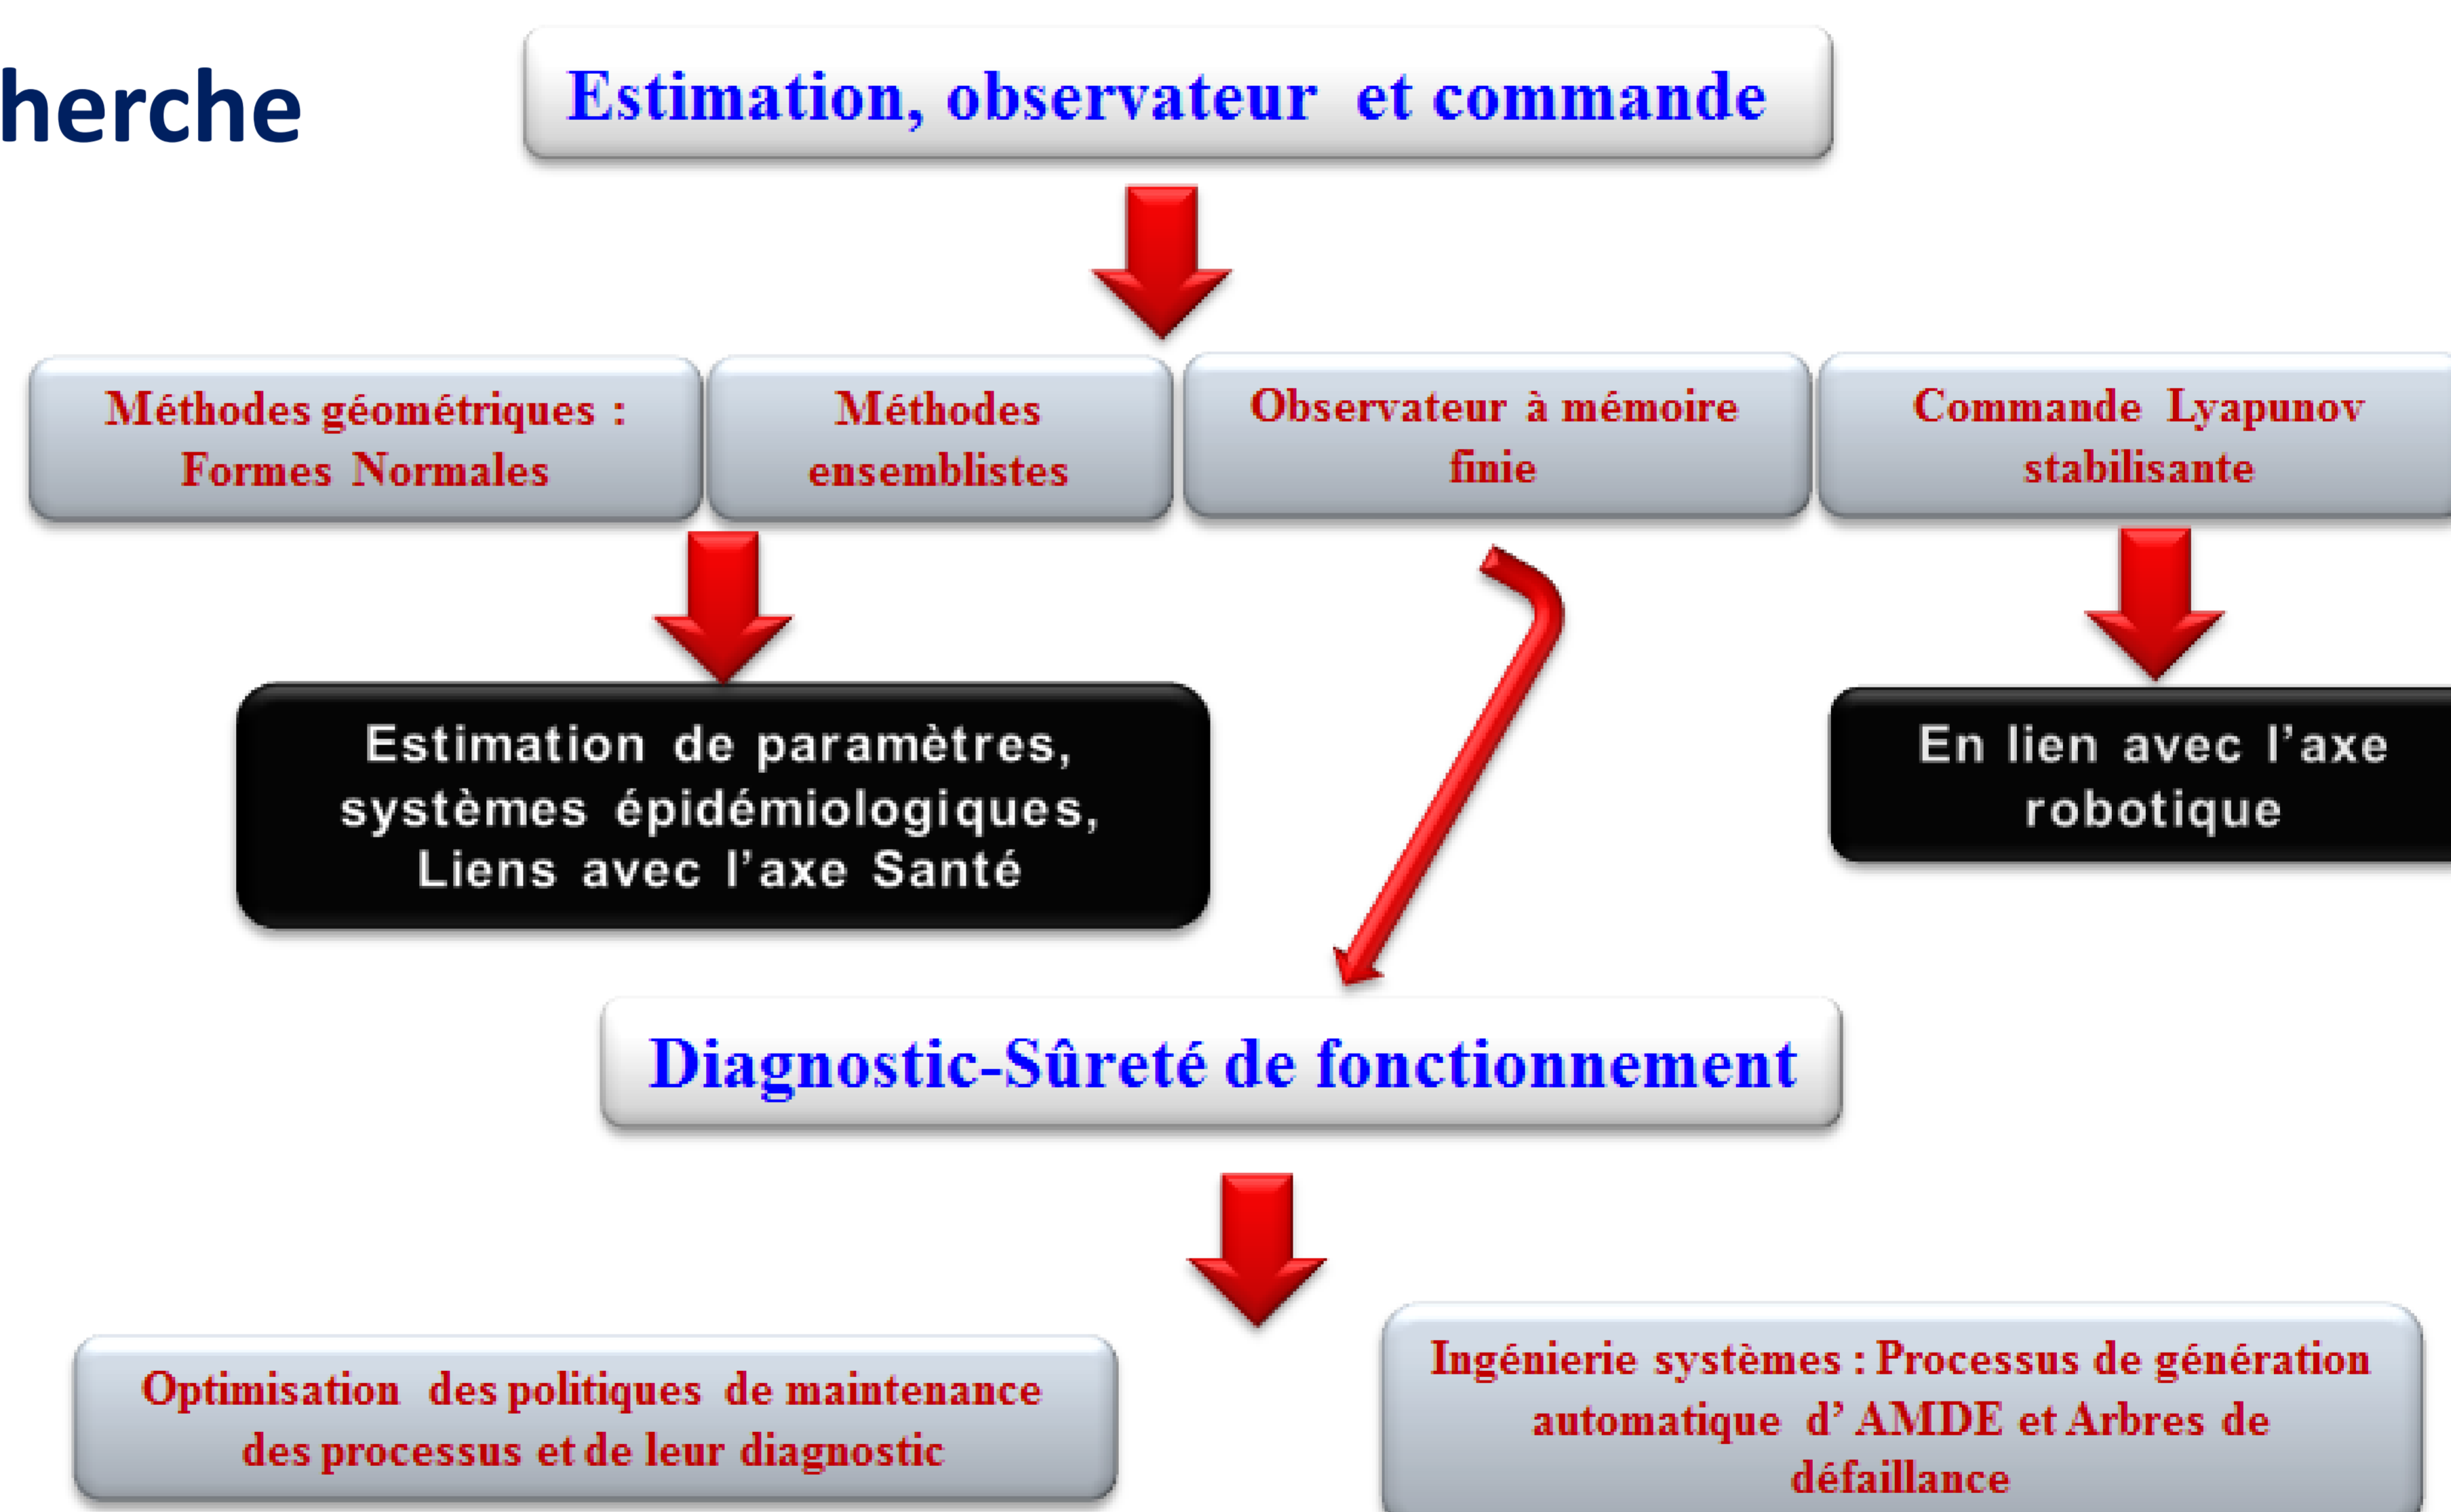 herche
Estimation, observateur et commande
Méthodes géométriques :
Formes Normales
Méthodes
ensemblistes
Observateur à mémoire
finie
Commande Lyapunov
stabilisante
Estimation de paramètres,
systèmes épidémiologiques,
Liens avec l'axe Santé
En lien avec l'axe
robotique
Diagnostic-Sûreté de fonctionnement
Optimisation des politiques de maintenance
des processus et de leur diagnostic
Ingénierie systèmes : Processus de génération
automatique d' AMDE et Arbres de
défaillance